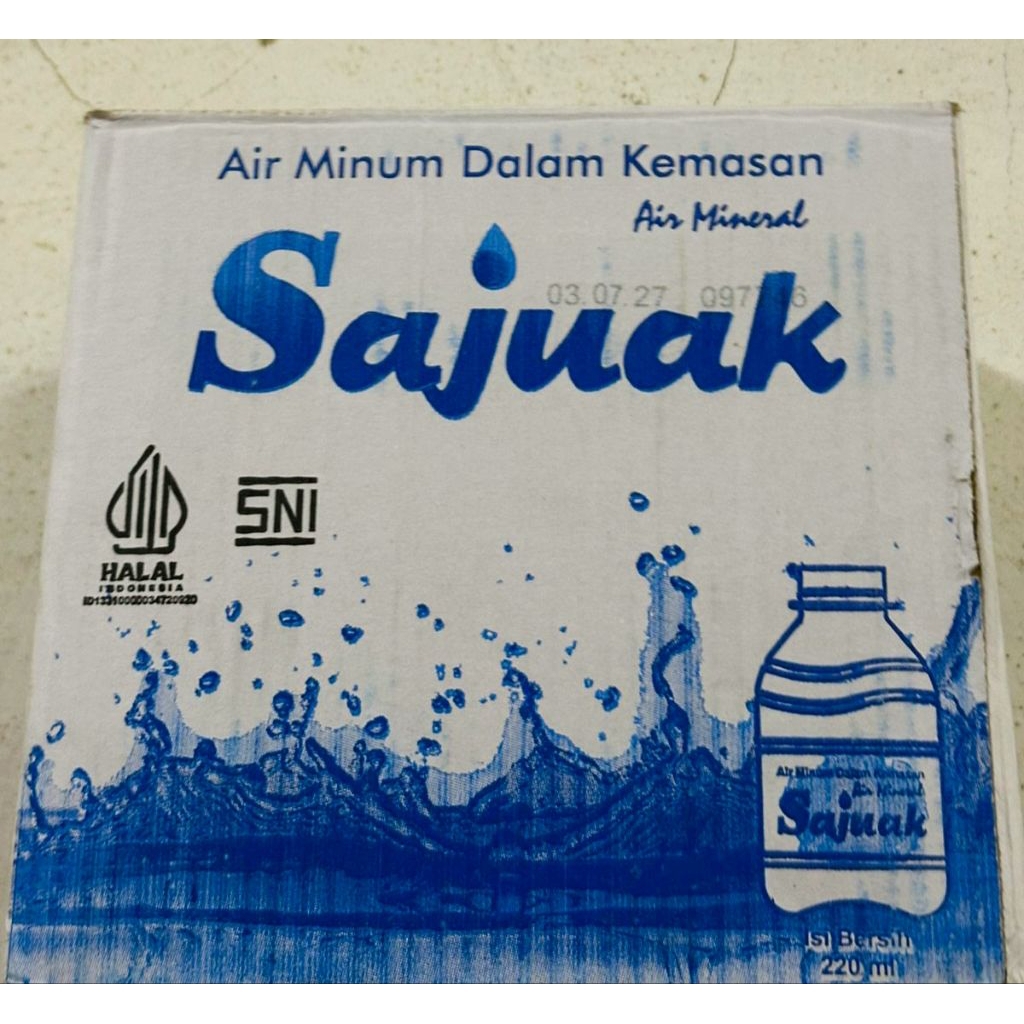 Air Minum Dalam Kemasan
Air Mineral
Sajuak
03.07.27
SNI
HALAL
INDONESIA
Air Minum Dalam Kemasan
Air Mineral
Sajuak
Isi Bersih
220 ml